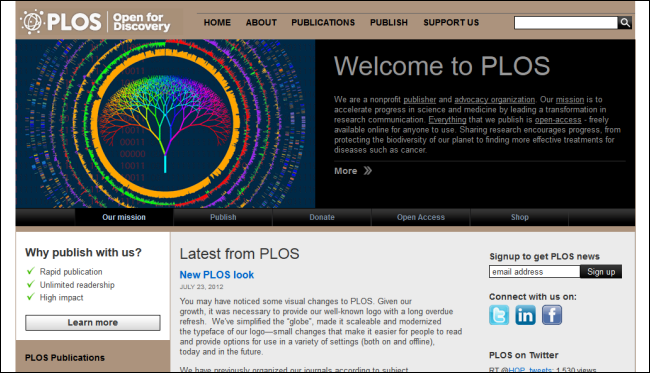 PLOS
Open for
Discovery
HOME ABOUT PUBLICATIONS PUBLISH SUPPORT US
Welcome to PLOS
We are a nonprofit publisher and advocacy organization. Our mission is to
accelerate progress in science and medicine by leading a transformation in
research communication. Everything that we publish is open-access - freely
available online for anyone to use. Sharing research encourages progress, from
protecting the biodiversity of our planet to finding more effective treatments for
diseases such as cancer.
More
Our mission Publish Donate Open Access Shop
Why publish with us?
Rapid publication
Unlimited readership
High impact
Learn more
PLOS Publications
Latest from PLOS
New PLOS look
JULY 23, 2012
You may have noticed some visual changes to PLOS. Given our
growth, it was necessary to provide our well-known logo with a long overdue
refresh. We've simplified the "globe", made it scaleable and modernized
the typeface of our logo—small changes that make it easier for people to read
and provide options for use in a variety of settings (both on and offline),
today and in the future.
We have previously organized our journals according to subject
Signup to get PLOS news
email address Sign up
Connect with us on:
PLOS on Twitter
RT @HOP_tweets: 1,530 views